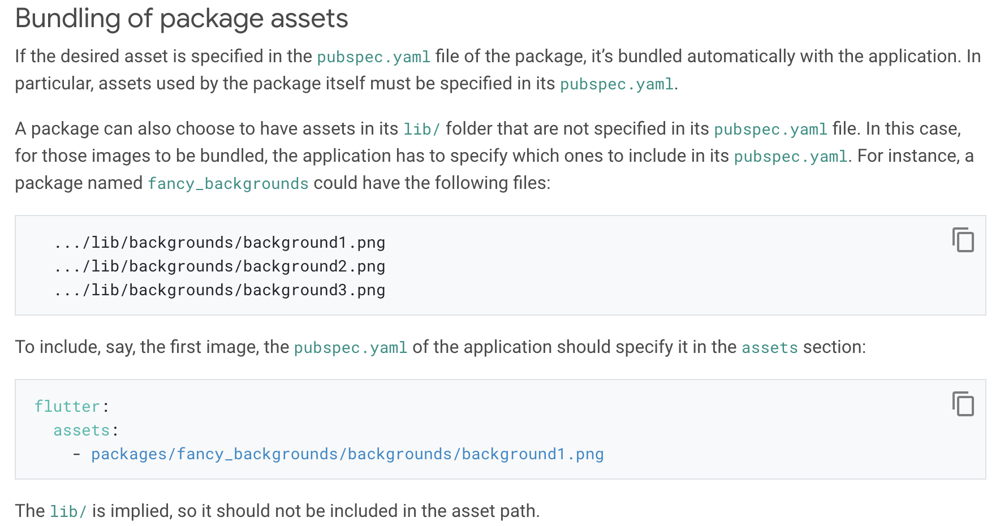 Bundling of package assets
If the desired asset is specified in the pubspec.yaml file of the package, it’s bundled automatically with the application. In
particular, assets used by the package itself must be specified in its pubspec.yaml.
A package can also choose to have assets in its lib/ folder that are not specified in its pubspec.yaml file. In this case,
for those images to be bundled, the application has to specify which ones to include in its pubspec.yaml. For instance, a
package named fancy_backgrounds could have the following files:
.../lib/backgrounds/background1.png
.../lib/backgrounds/background2.png
.../lib/backgrounds/background3.png
To include, say, the first image, the pubspec.yaml of the application should specify it in the assets section:
flutter:
  assets:
    - packages/fancy_backgrounds/backgrounds/background1.png
The lib/ is implied, so it should not be included in the asset path.